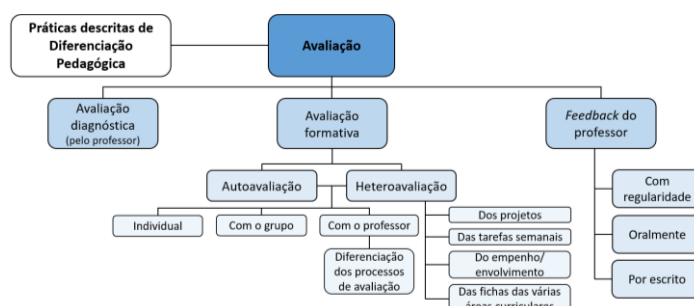 Práticas descritas de
Diferenciação
Pedagógica
Avaliação
Avaliação
diagnóstica
(pelo professor)
Avaliação
formativa
Feedback do
professor
Autoavaliação
Heteroavaliação
Com
regularidade
Individual
Com o grupo
Com o professor
Dos projetos
Das tarefas semanais
Oralmente
Diferenciação
dos processos
de avaliação
Do empenho/
envolvimento
Por escrito
Das fichas das várias
áreas curriculares